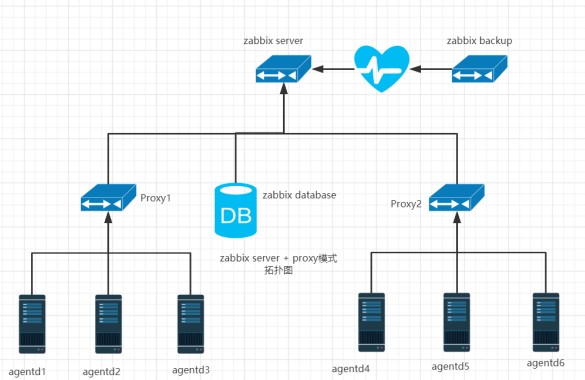 zabbix server
zabbix backup
Proxy1
DB
zabbix database
Proxy2
zabbix server + proxy模式
拓扑图
agentd1
agentd2
agentd3
agentd4
agentd5
agentd6